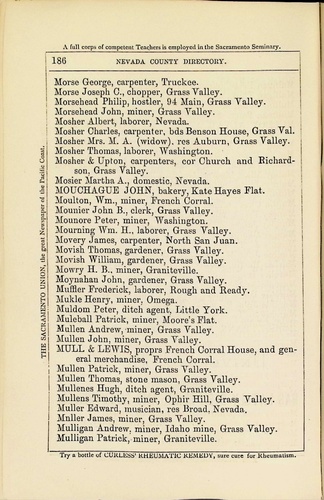 A full corps of competent Teachers is employed in the Sacramento Seminary.
186 NEVADA COUNTY DIRECTORY.
Morse George, carpenter, Truckee.
Morse Joseph C., chopper, Grass Valley.
Morsehead Philip, hostler, 94 Main, Grass Valley.
Morsehead John, miner, Grass Valley.
Mosher Albert, laborer, Nevada.
Mosher Charles, carpenter, bds Benson House, Grass Val.
Mosher Mrs. M. A. (widow). res Auburn, Grass Valley.
Mosher Thomas, laborer, Washington.
Mosher & Upton, carpenters, cor Church and Richard-
son, Grass Valley.
Mosier Martha A., domestic, Nevada.
MOUCHAGUE JOHN, bakery, Kate Hayes Flat.
Moulton, Wm., miner, French Corral.
Mounier John B., clerk, Grass Valley.
Mounore Peter, miner, Washington.
Mourning Wm. H., laborer, Grass Valley.
Movery James, carpenter, North San Juan.
Movish Thomas, gardener, Grass Valley.
Movish William, gardener, Grass Valley.
Mowry H. B., miner, Graniteville.
Moynahan John, gardener, Grass Valley.
Muffler Frederick, laborer, Rough and Ready.
Mukle Henry, miner, Omega.
Muldom Peter, ditch agent, Little York.
Muleball Patrick, miner, Moore's Flat.
Mullen Andrew, miner, Grass Valley.
Mullen John, miner, Grass Valley.
MULL & LEWIS, proprs French Corral House, and gen-
eral merchandise, French Corral.
Mullen Patrick, miner, Grass Valley.
Mullen Thomas, stone mason, Grass Valley.
Mullenes Hugh, ditch agent, Graniteville.
Mullens Timothy, miner, Ophir Hill, Grass Valley.
Muller Edward, musician, res Broad, Nevada.
Mnller James, miner, Grass Valley.
Mulligan Andrew, miner, Idaho mine, Grass Valley.
Mulligan Patrick, miner, Graniteville.
Try a bottle of CURLESS' RHEUMATIC REMEDY, sure cure for Rheumatism.
THE SACRAMENTO UNION, the great Newspaper of the Pacific Coast.